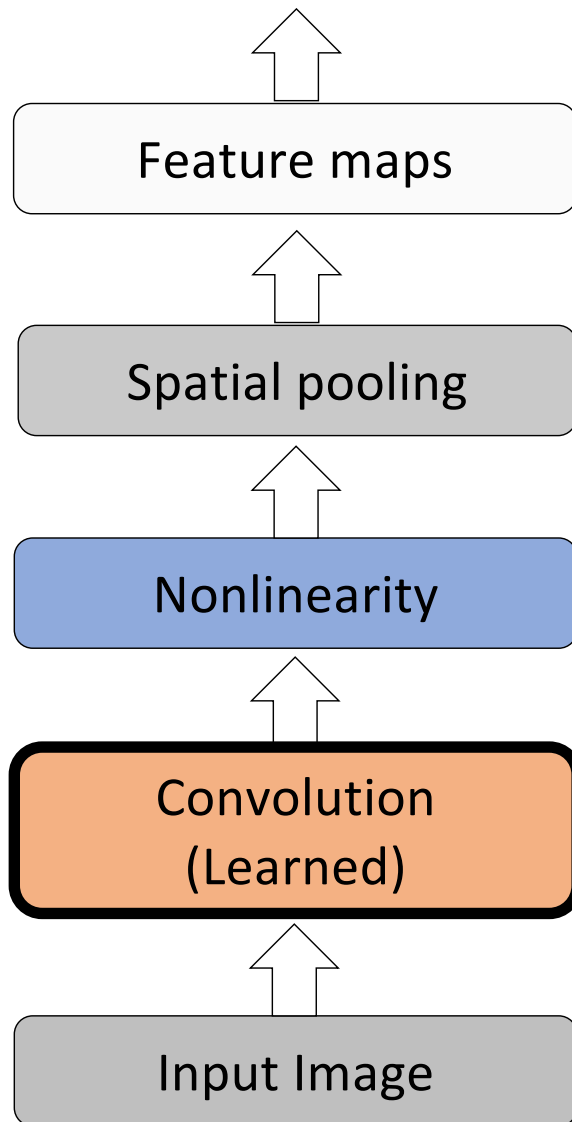 Feature maps
Spatial pooling
Nonlinearity
Convolution
(Learned)
Input Image